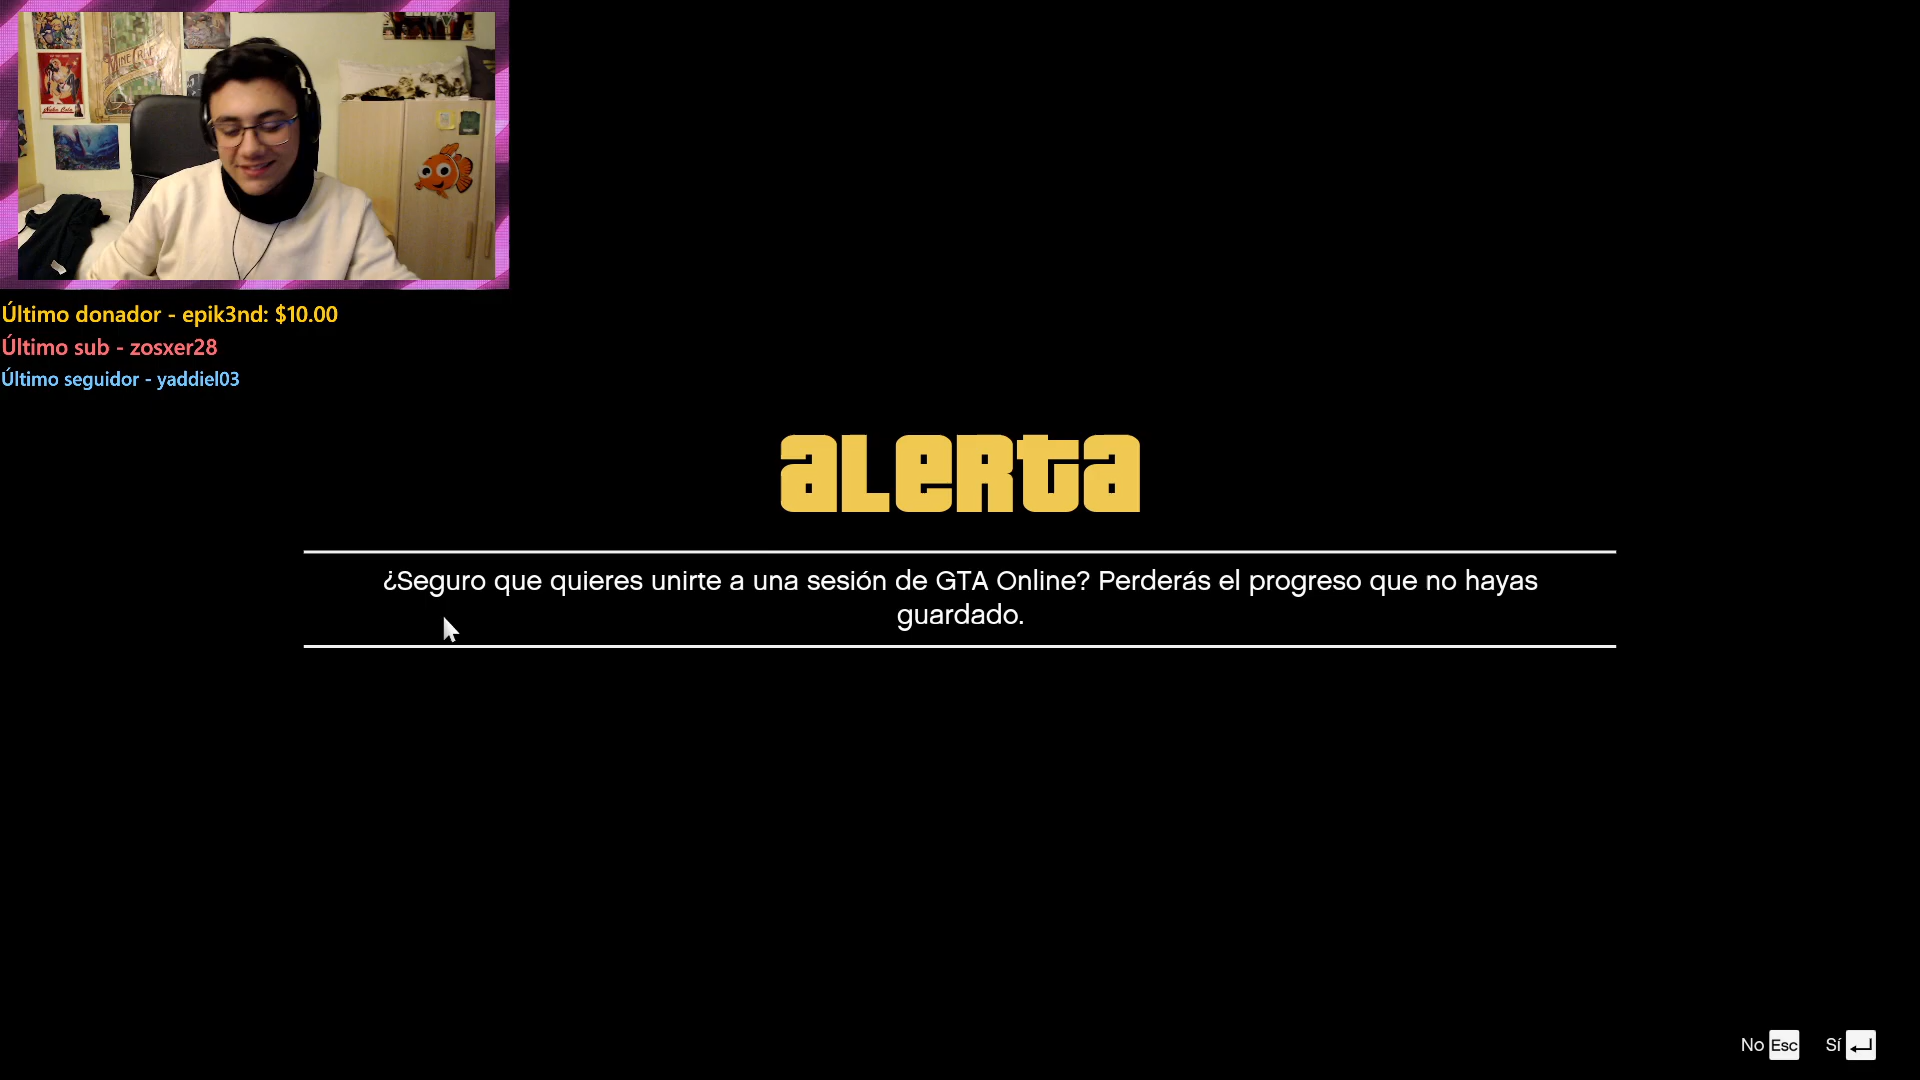 MINECRAFT
Último donador - epik3nd: $10.00
Último sub - zosxer28
Último seguidor - yaddiel03
alerta
¿Seguro que quieres unirte a una sesión de GTA Online? Perderás el progreso que no hayas
guardado.
No Esc Sí